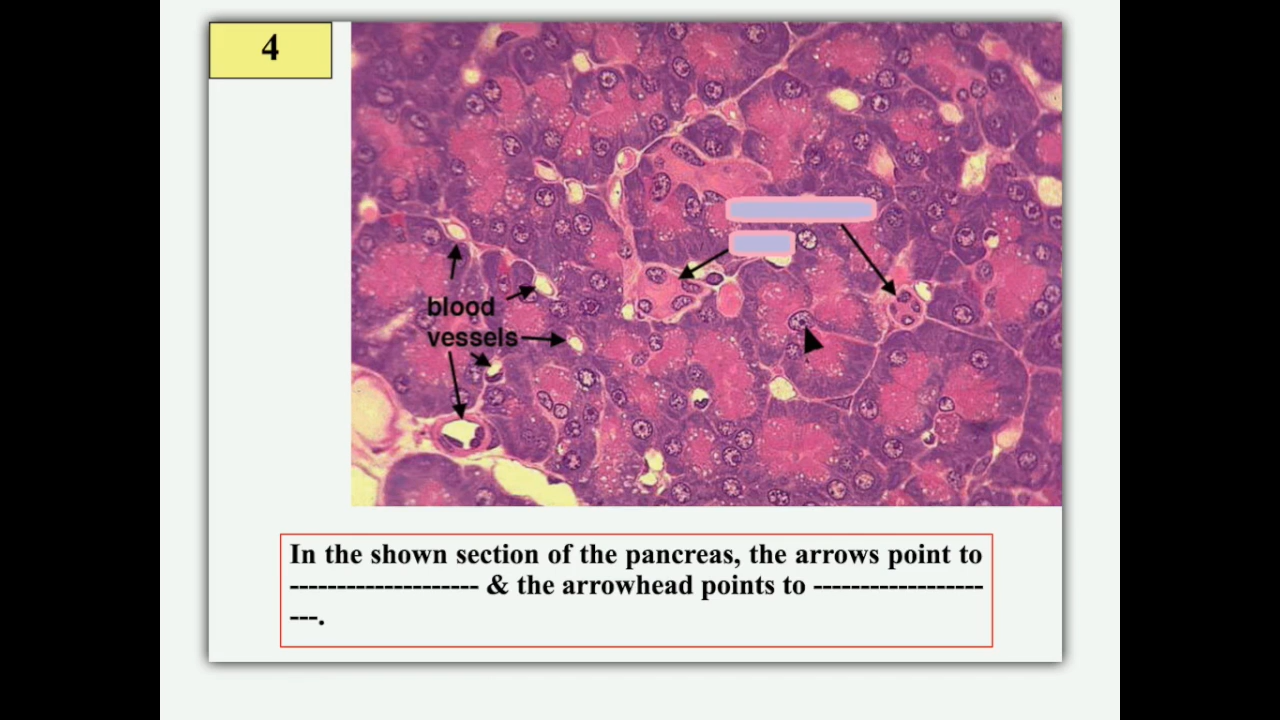 4
blood
vessels
In the shown section of the pancreas, the arrows point to
-------------------- & the arrowhead points to ------------------
---.